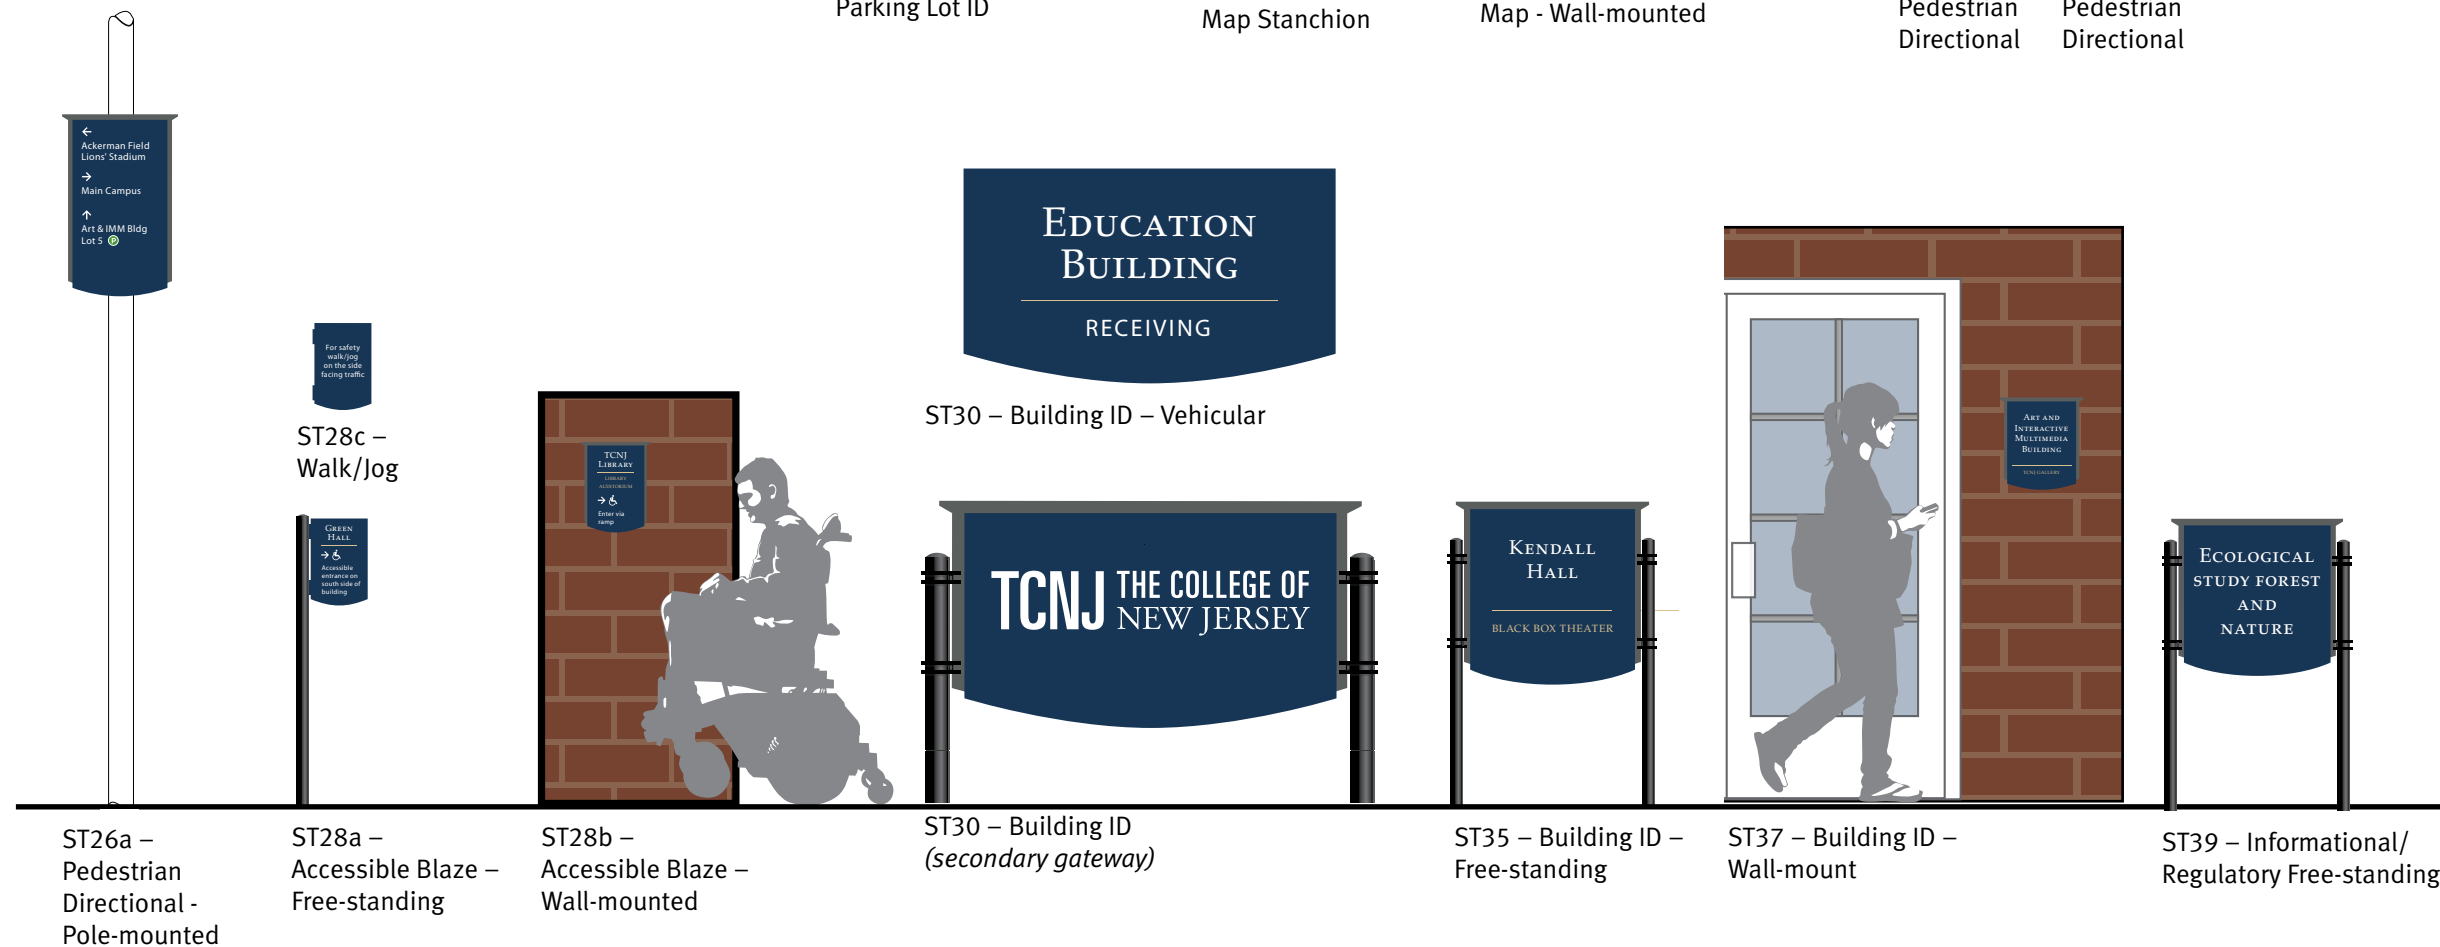 Parking Lot ID
Map Stanchion
Map - Wall-mounted
Pedestrian
Directional
Pedestrian
Directional
←
Ackerman Field
Lions' Stadium
→
Main Campus
↑
Art & IMM Bldg
Lot 5 P
ST26a –
Pedestrian
Directional -
Pole-mounted
For safety
walk/jog
on the side
facing traffic
ST28c –
Walk/Jog
GREEN
HALL
→
Accessible
entrance on
south side of
building
ST28a –
Accessible Blaze –
Free-standing
TCNJ
LIBRARY
LIBRARY
AUDITORIUM
→
Enter via
ramp
ST28b –
Accessible Blaze –
Wall-mounted
EDUCATION
BUILDING
RECEIVING
ST30 – Building ID – Vehicular
TCNJ THE COLLEGE OF
NEW JERSEY
ST30 – Building ID
(secondary gateway)
KENDALL
HALL
BLACK BOX THEATER
ST35 – Building ID –
Free-standing
ART AND
INTERACTIVE
MULTIMEDIA
BUILDING
TCNJ GALLERY
ST37 – Building ID –
Wall-mount
ECOLOGICAL
STUDY FOREST
AND
NATURE
ST39 – Informational/
Regulatory Free-standing